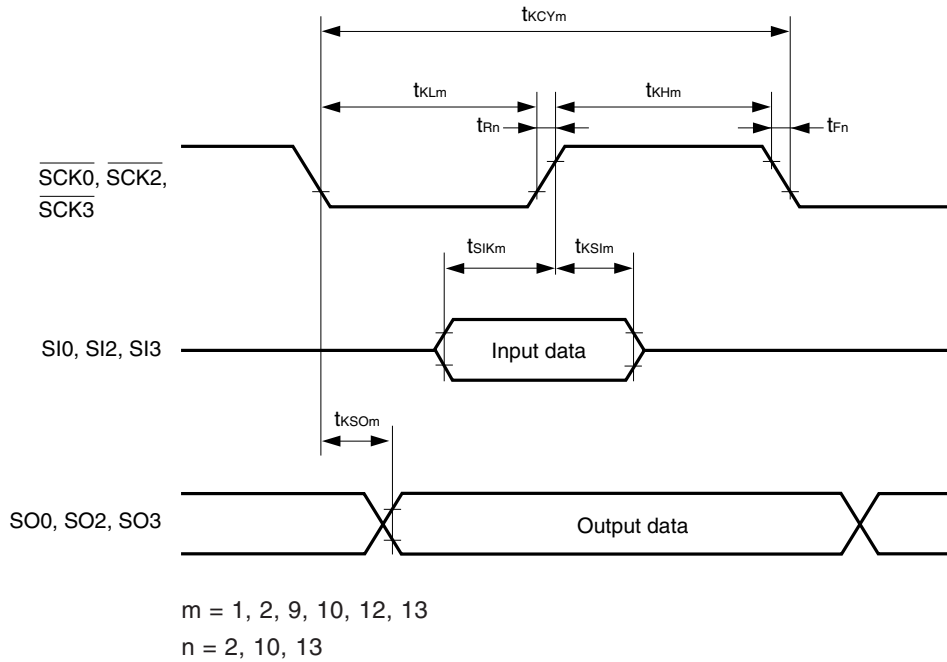 tKCYm
tKLm
tKHm
tRn
tFn
SCK0, SCK2,
SCK3
tSIKm
tKSIm
SI0, SI2, SI3
Input data
tKSOm
SO0, SO2, SO3
Output data
m = 1, 2, 9, 10, 12, 13
n = 2, 10, 13